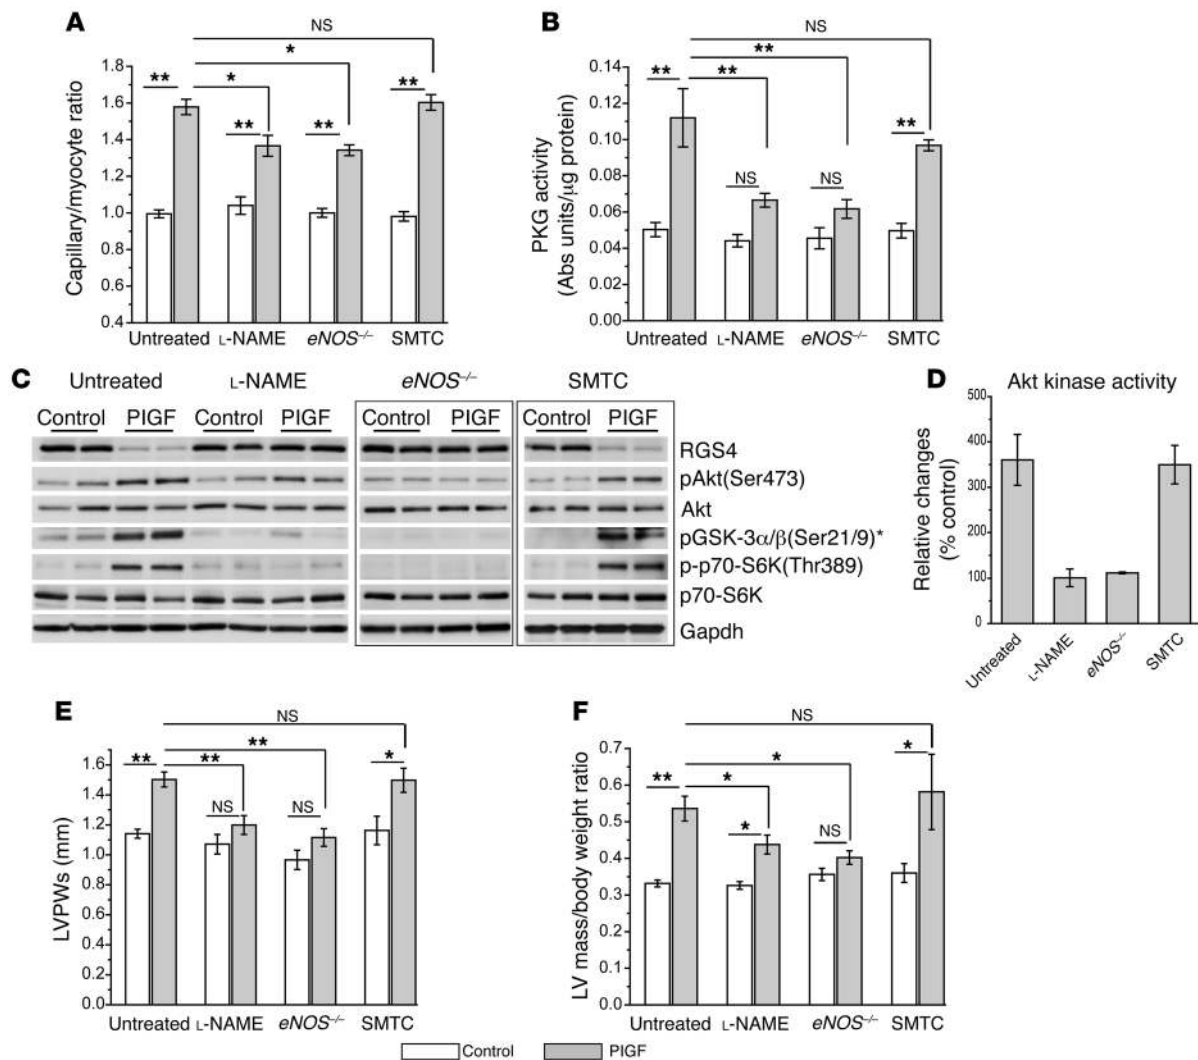 A
NS
*
** * **
** **
Capillary/myocyte ratio
1.8
1.6
1.4
1.2
1.0
0.8
0.6
0.4
Untreated L-NAME eNOS–/– SMTC
B
NS
**
** **
NS NS **
PKG activity
(Abs units/μg protein)
0.14
0.12
0.10
0.08
0.06
0.04
0.02
0.00
Untreated L-NAME eNOS–/– SMTC
C
Untreated L-NAME eNOS–/– SMTC
Control PlGF Control PlGF Control PlGF Control PlGF
RGS4
pAkt(Ser473)
Akt
pGSK-3α/β(Ser21/9)*
p-p70-S6K(Thr389)
p70-S6K
Gapdh
D
Akt kinase activity
Relative changes
(% control)
500
400
300
200
100
0
Untreated L-NAME eNOS–/– SMTC
E
NS
**
** ** *
NS NS
LVPWs (mm)
1.6
1.4
1.2
1.0
0.8
0.6
0.4
0.2
0.0
Untreated L-NAME eNOS–/– SMTC
F
NS
*
** * *
* NS
LV mass/body weight ratio
0.7
0.6
0.5
0.4
0.3
0.2
0.1
0.0
Untreated L-NAME eNOS–/– SMTC
Control PlGF